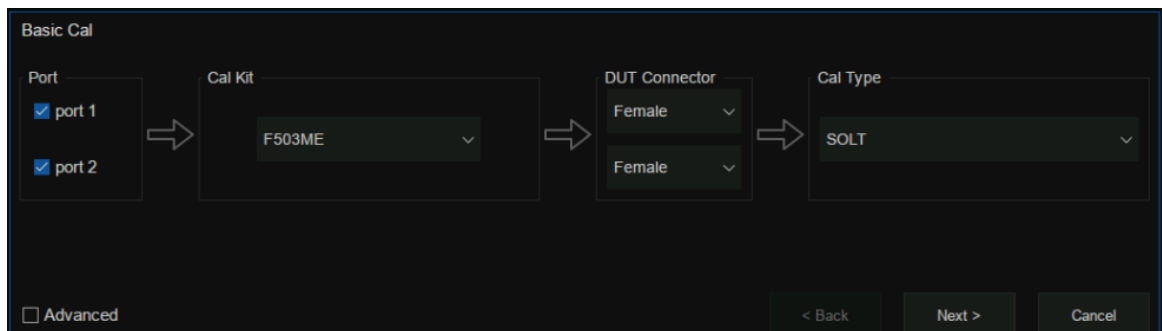 Basic Cal
Port
port 1
port 2
Cal Kit
F503ME
DUT Connector
Female
Female
Cal Type
SOLT
Advanced
< Back
Next >
Cancel